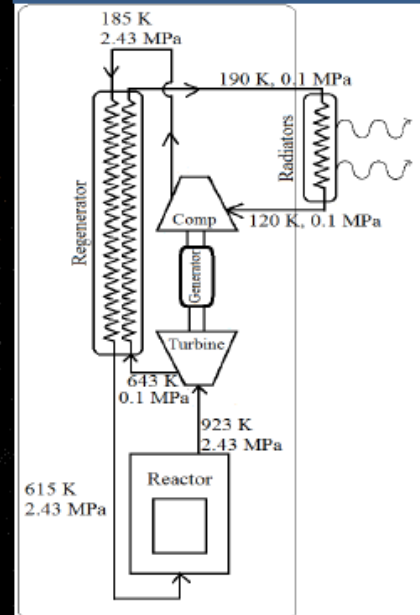 185 K
2.43 MPa
190 K, 0.1 MPa
Regenerator
Radiators
Comp
120 K, 0.1 MPa
Generator
Turbine
643 K
0.1 MPa
923 K
2.43 MPa
Reactor
615 K
2.43 MPa